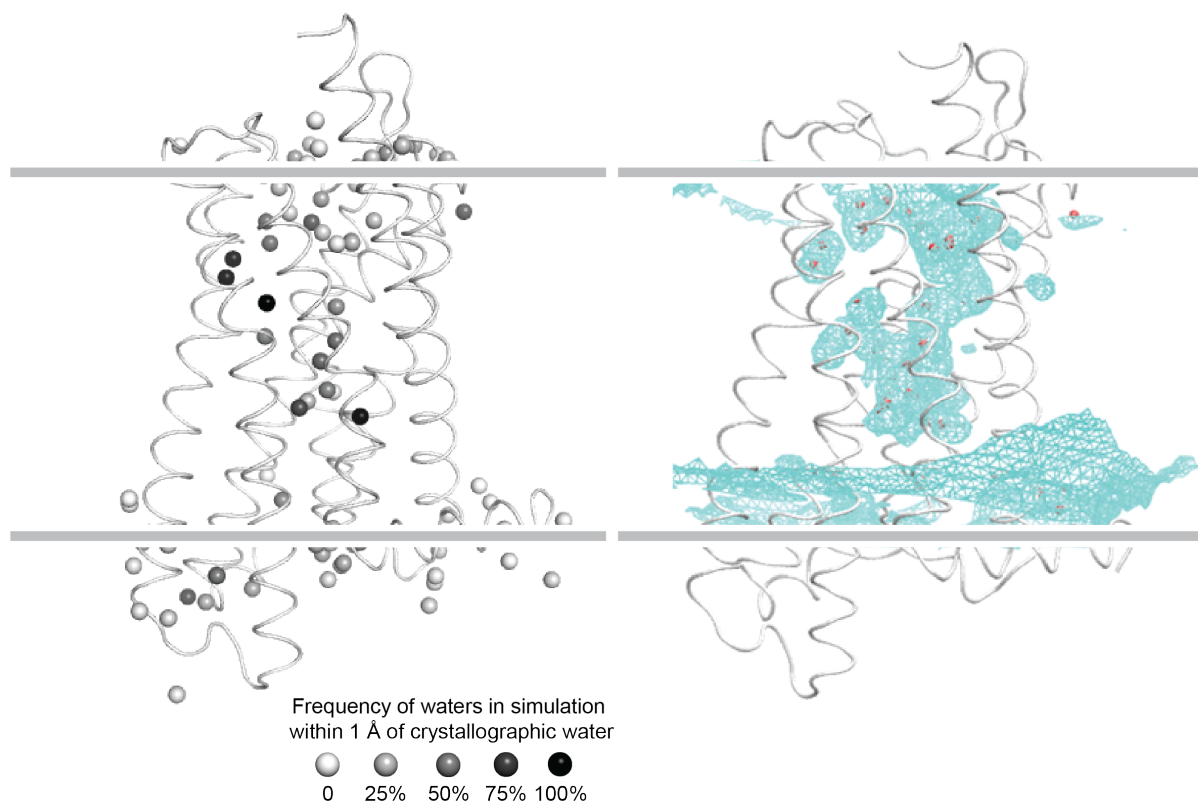 Frequency of waters in simulation
within 1 Å of crystallographic water
0 25% 50% 75% 100%